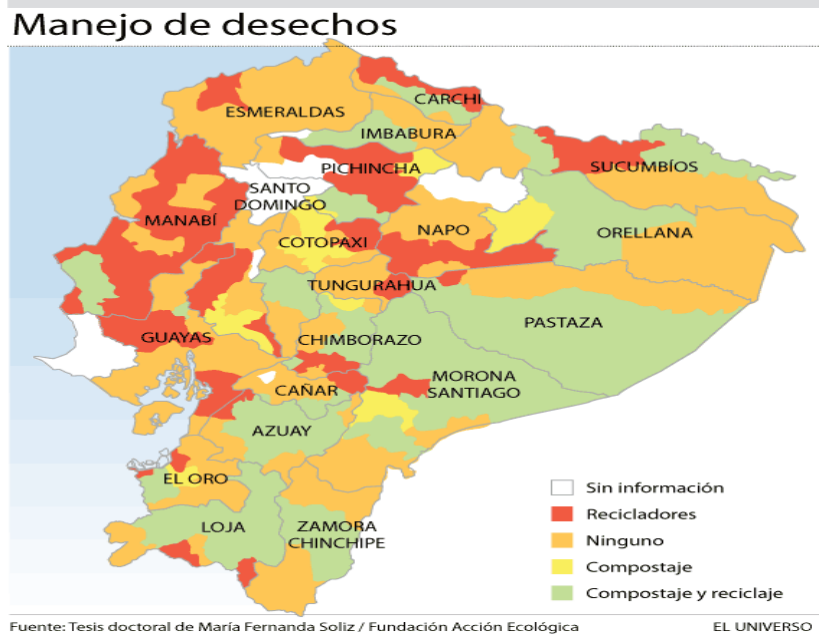 Manejo de desechos
ESMERALDAS
CARCHI
IMBABURA
PICHINCHA
SUCUMBÍOS
SANTO
DOMINGO
MANABÍ
COTOPAXI
NAPO
ORELLANA
TUNGURAHUA
PASTAZA
GUAYAS
CHIMBORAZO
MORONA
SANTIAGO
CAÑAR
AZUAY
EL ORO
LOJA
ZAMORA
CHINCHIPE
Sin información
Recicladores
Ninguno
Compostaje
Compostaje y reciclaje
Fuente: Tesis doctoral de María Fernanda Soliz / Fundación Acción Ecológica
EL UNIVERSO